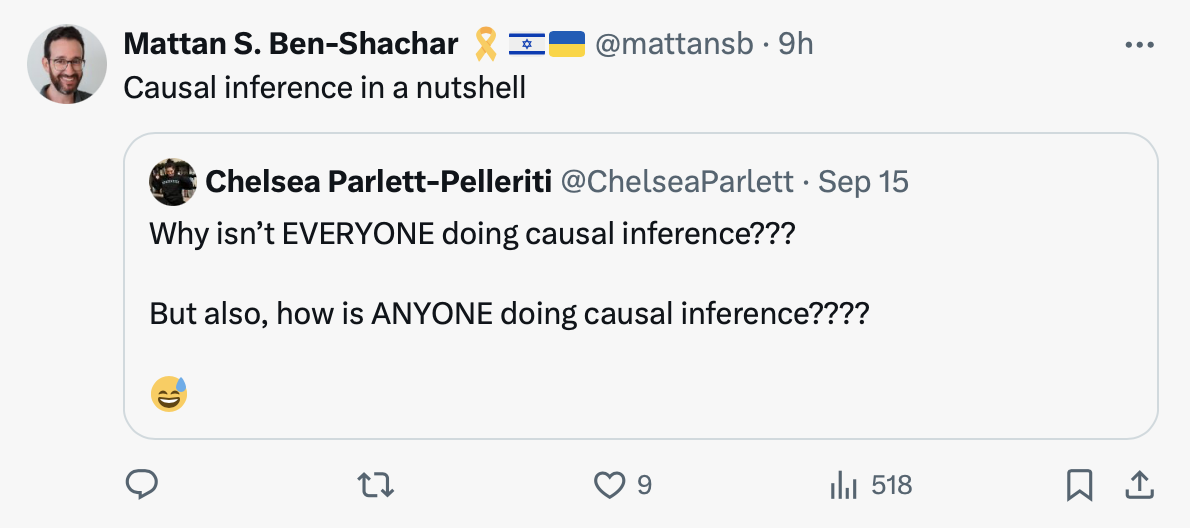 Mattan S. Ben-Shachar 🎗️ 🇮🇱🇺🇦 @mattansb · 9h
Causal inference in a nutshell
Chelsea Parlett-Pelleriti @ChelseaParlett · Sep 15
Why isn’t EVERYONE doing causal inference???
But also, how is ANYONE doing causal inference????
😅
9 518